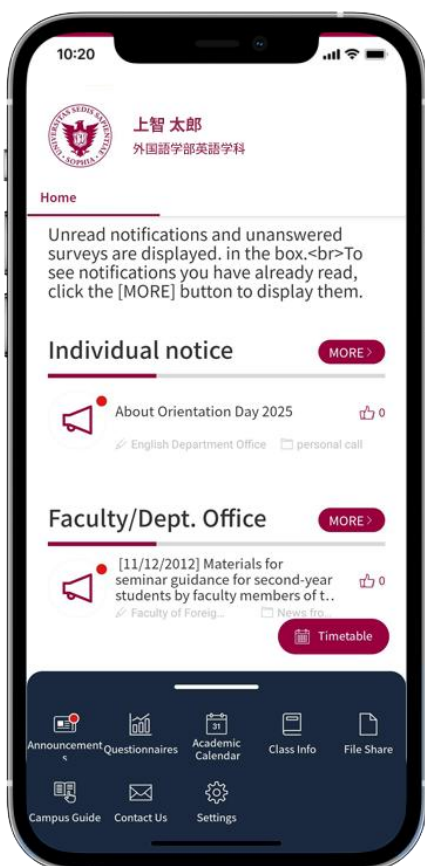 10:20
UNIVERSITAS SEDIS SAPIENTIAE
SOPHIA
上智 太郎
外国語学部英語学科
Home
Unread notifications and unanswered
surveys are displayed. in the box.<br>To
see notifications you have already read,
click the [MORE] button to display them.
Individual notice
MORE >
About Orientation Day 2025
0
English Department Office
personal call
Faculty/Dept. Office
MORE >
[11/12/2012] Materials for
seminar guidance for second-year
students by faculty members of t..
0
Faculty of Foreig...
News fro...
Timetable
31
Announcement
s
Questionnaires
Academic
Calendar
Class Info
File Share
Campus Guide
Contact Us
Settings